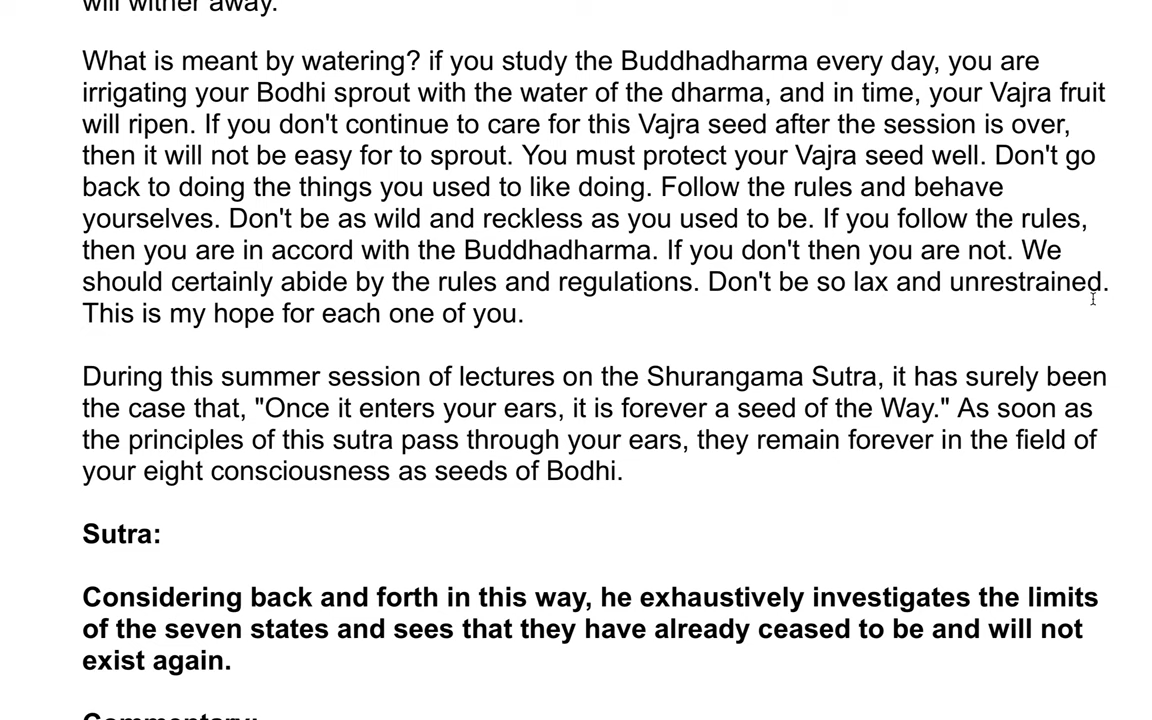 will wither away.
What is meant by watering? if you study the Buddhadharma every day, you are
irrigating your Bodhi sprout with the water of the dharma, and in time, your Vajra fruit
will ripen. If you don't continue to care for this Vajra seed after the session is over,
then it will not be easy for to sprout. You must protect your Vajra seed well. Don't go
back to doing the things you used to like doing. Follow the rules and behave
yourselves. Don't be as wild and reckless as you used to be. If you follow the rules,
then you are in accord with the Buddhadharma. If you don't then you are not. We
should certainly abide by the rules and regulations. Don't be so lax and unrestrained.
This is my hope for each one of you.
During this summer session of lectures on the Shurangama Sutra, it has surely been
the case that, "Once it enters your ears, it is forever a seed of the Way." As soon as
the principles of this sutra pass through your ears, they remain forever in the field of
your eight consciousness as seeds of Bodhi.
Sutra:
Considering back and forth in this way, he exhaustively investigates the limits
of the seven states and sees that they have already ceased to be and will not
exist again.
Commentary: